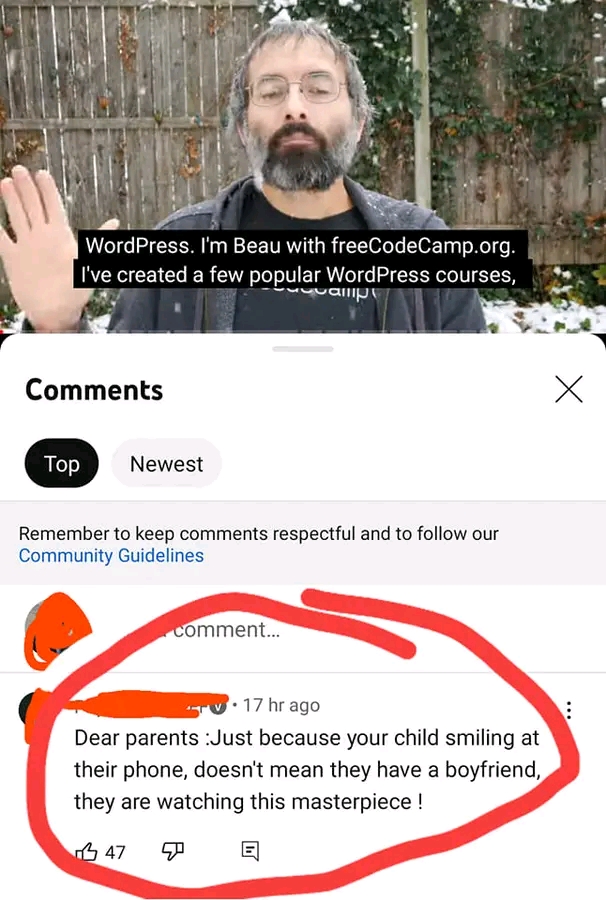 WordPress. I'm Beau with freeCodeCamp.org.
I've created a few popular WordPress courses,
Comments
Top
Newest
Remember to keep comments respectful and to follow our
Community Guidelines
comment...
• 17 hr ago
Dear parents :Just because your child smiling at
their phone, doesn't mean they have a boyfriend,
they are watching this masterpiece !
47